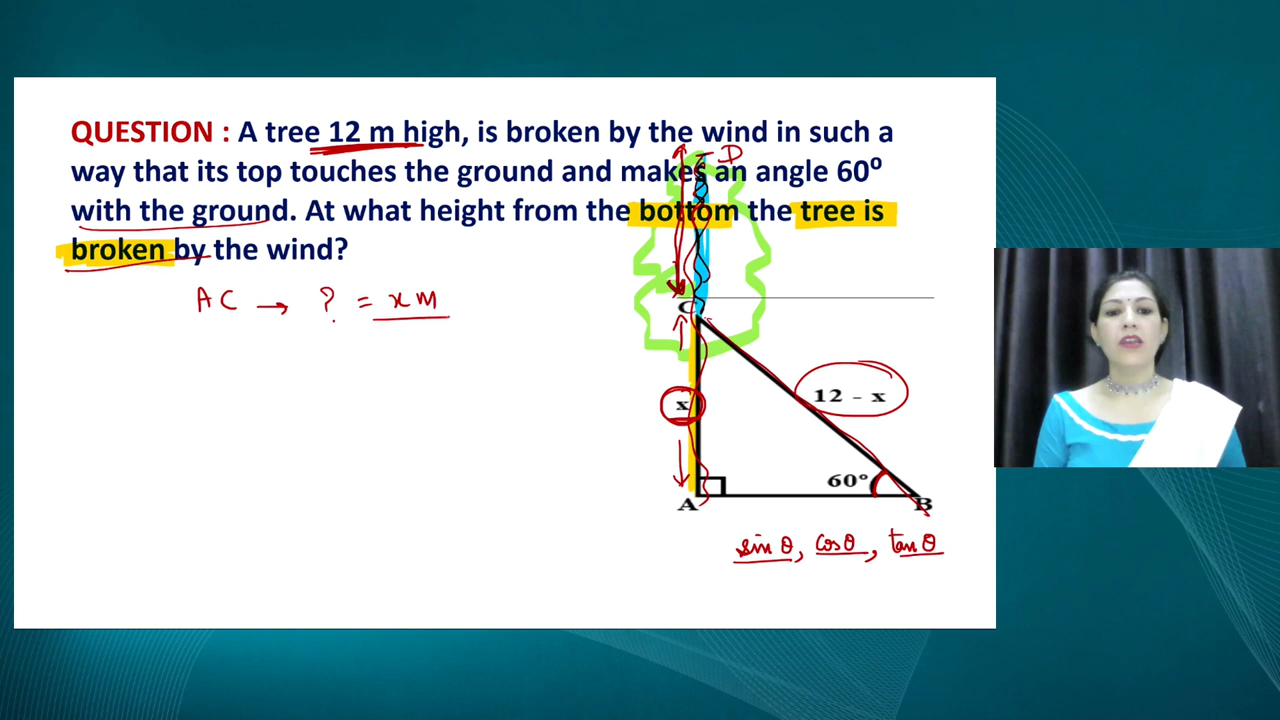 QUESTION : A tree 12 m high, is broken by the wind in such a
way that its top touches the ground and makes an angle 60⁰
with the ground. At what height from the bottom the tree is
broken by the wind?
D
AC → ? = x m
C
x
12 - x
60°
A
B
sin θ, cos θ, tan θ